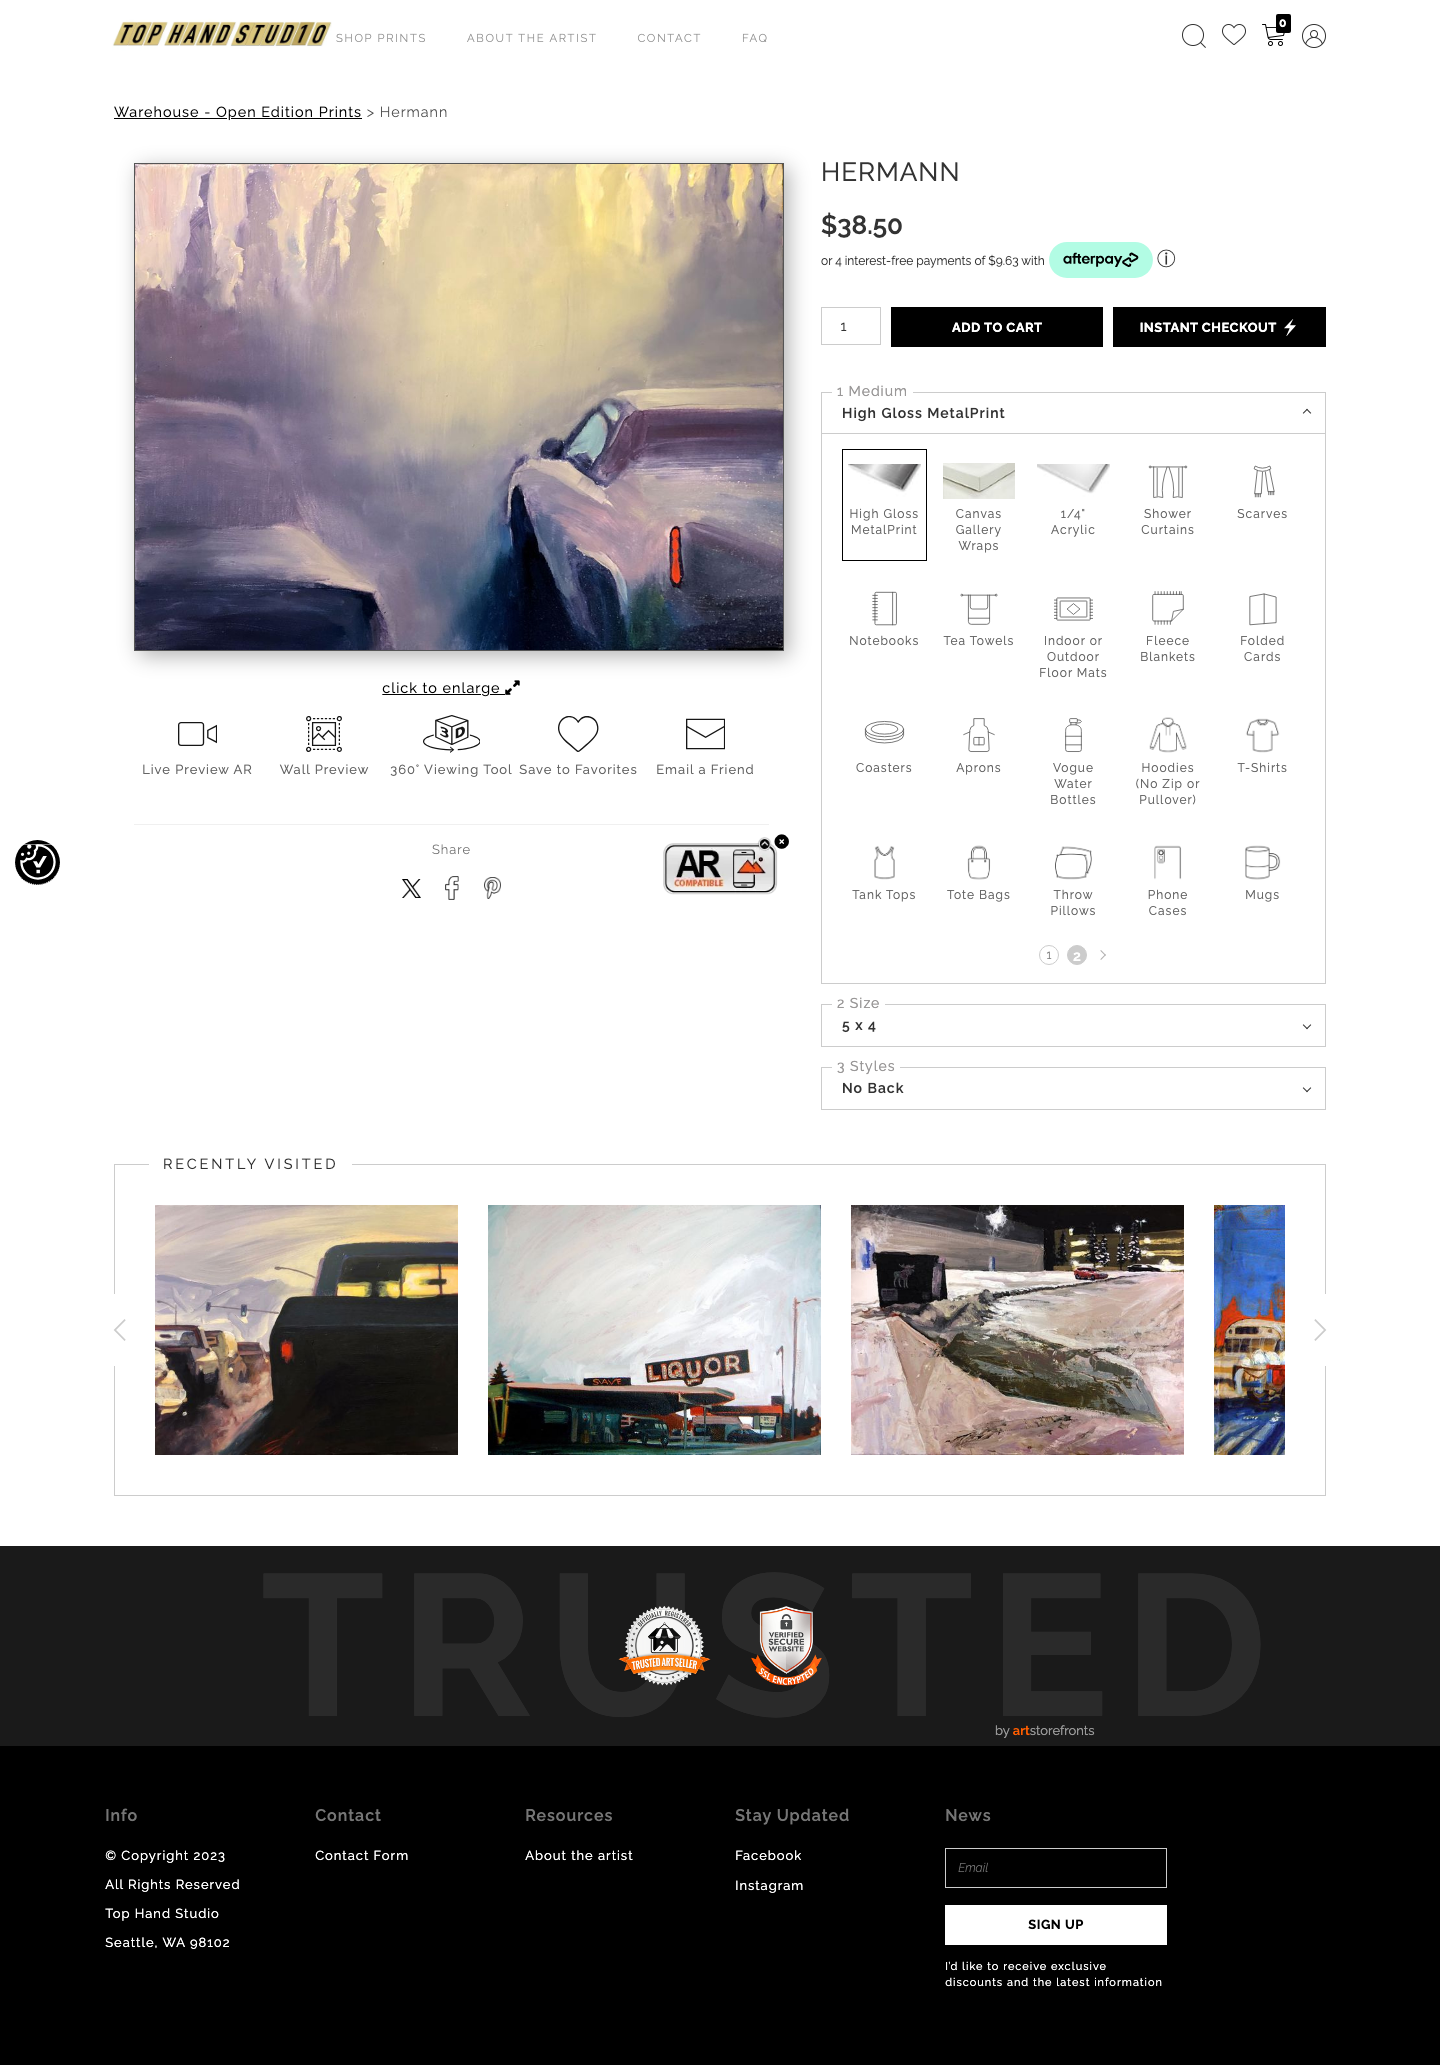 TOP HAND STUD10
SHOP PRINTS
ABOUT THE ARTIST
CONTACT
FAQ
0
Warehouse - Open Edition Prints > Hermann
HERMANN
$38.50
or 4 interest-free payments of $9.63 with afterpay
1
ADD TO CART
INSTANT CHECKOUT
1 Medium
High Gloss MetalPrint
High Gloss
MetalPrint
Canvas
Gallery
Wraps
1/4"
Acrylic
Shower
Curtains
Scarves
Notebooks
Tea Towels
Indoor or
Outdoor
Floor Mats
Fleece
Blankets
Folded
Cards
Coasters
Aprons
Vogue
Water
Bottles
Hoodies
(No Zip or
Pullover)
T-Shirts
Tank Tops
Tote Bags
Throw
Pillows
Phone
Cases
Mugs
1
2
2 Size
5 x 4
3 Styles
No Back
click to enlarge
Live Preview AR
Wall Preview
3D
360° Viewing Tool
Save to Favorites
Email a Friend
Share
AR
COMPATIBLE
RECENTLY VISITED
SAVE
LIQUOR
TRUSTED
OFFICIALLY REGISTERED
TRUSTED ART SELLER
VERIFIED
SECURE
WEBSITE
SSL ENCRYPTED
by artstorefronts
Info
© Copyright 2023
All Rights Reserved
Top Hand Studio
Seattle, WA 98102
Contact
Contact Form
Resources
About the artist
Stay Updated
Facebook
Instagram
News
Email
SIGN UP
I'd like to receive exclusive
discounts and the latest information